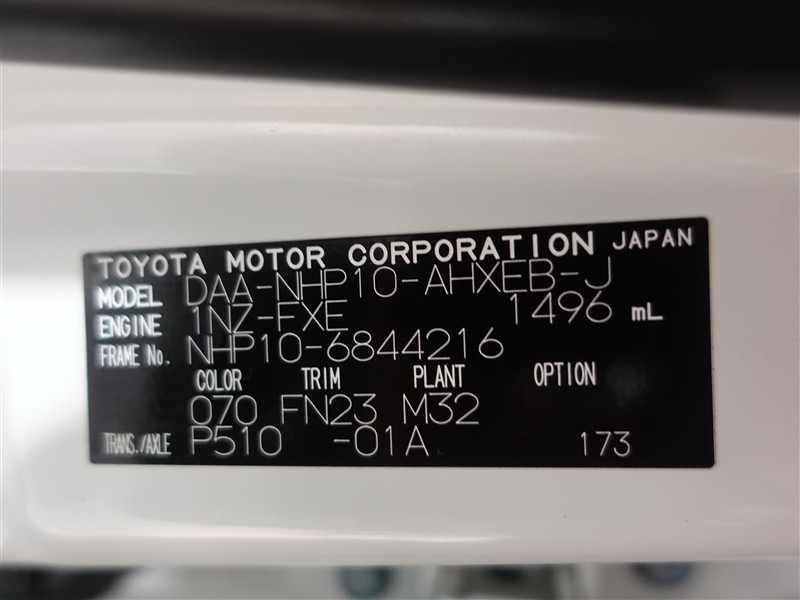 TOYOTA MOTOR CORPORATION JAPAN
MODEL DAA-NHP10-AHXEB-J
ENGINE 1NZ-FXE 1496 mL
FRAME No. NHP10-6844216
COLOR TRIM PLANT OPTION
070 FN23 M32
TRANS./AXLE P510 -01A 173